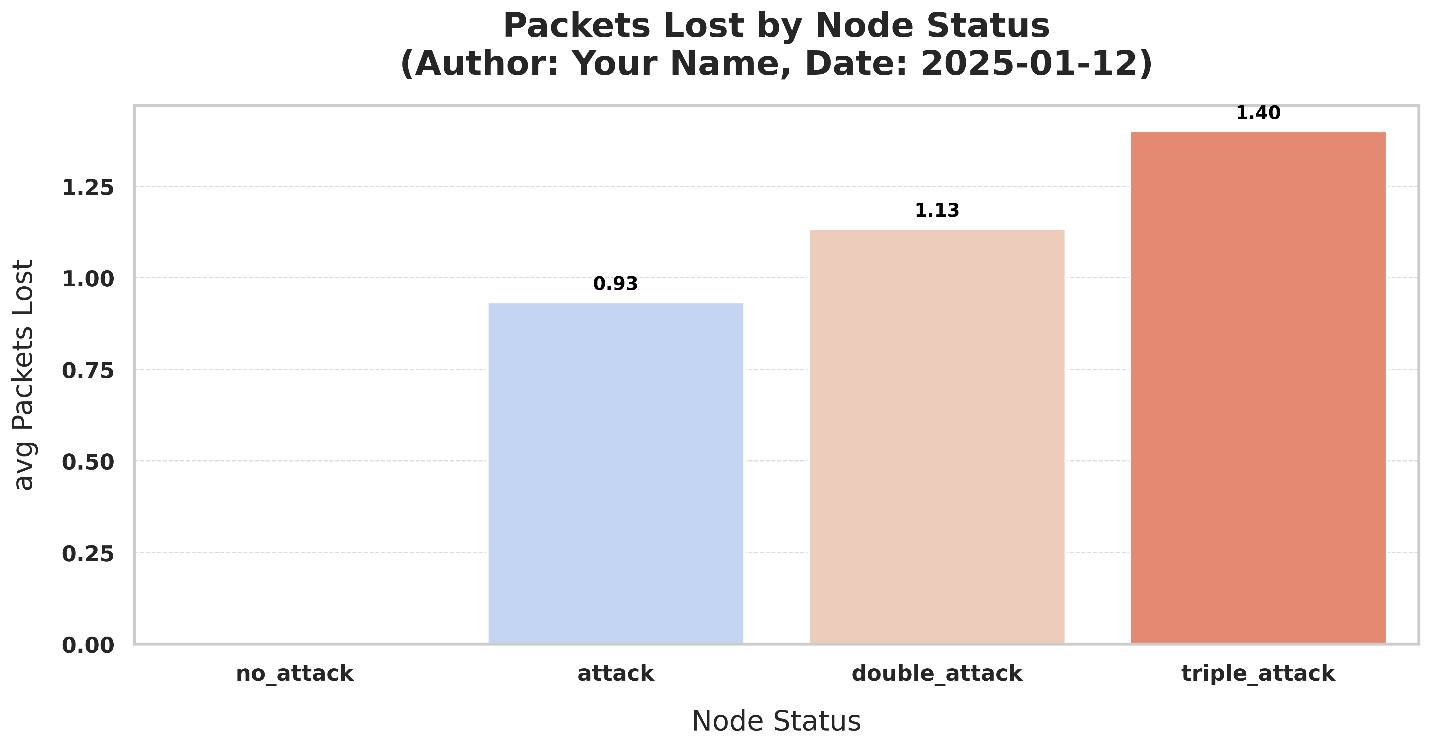 Packets Lost by Node Status
(Author: Your Name, Date: 2025-01-12)
1.40
1.25
1.13
1.00
0.93
0.75
0.50
0.25
0.00
avg Packets Lost
no_attack attack double_attack triple_attack
Node Status